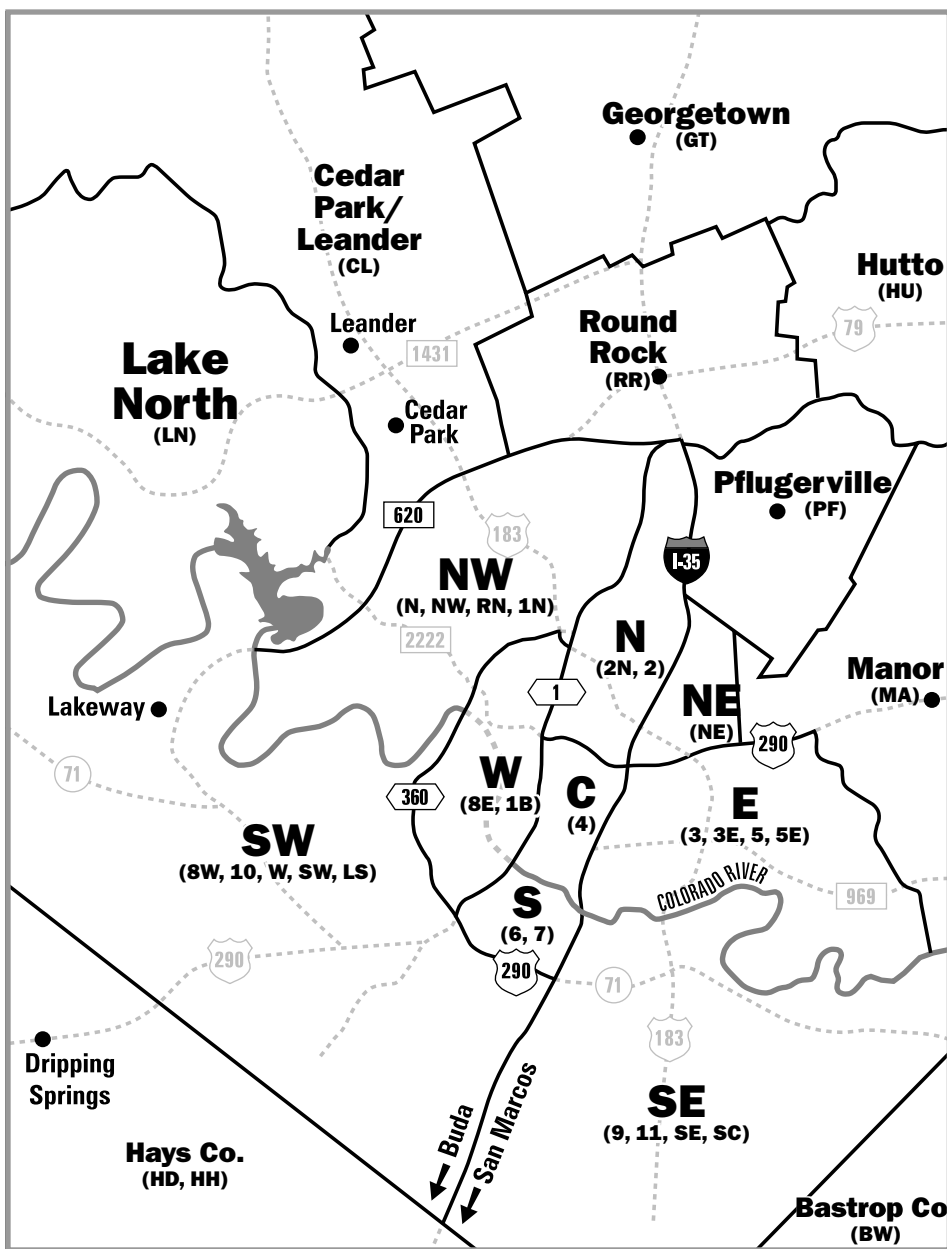 Georgetown
(GT)
Cedar
Park/
Leander
(CL)
Hutto
(HU)
79
Round
Rock
(RR)
Leander
1431
Lake
North
(LN)
Cedar
Park
Pflugerville
(PF)
620
183
I-35
NW
(N, NW, RN, 1N)
2222
N
(2N, 2)
Manor
(MA)
1
NE
(NE)
Lakeway
290
71
360
W
(8E, 1B)
C
(4)
E
(3, 3E, 5, 5E)
SW
(8W, 10, W, SW, LS)
COLORADO RIVER
969
S
(6, 7)
290
290
71
183
Dripping
Springs
SE
(9, 11, SE, SC)
Buda
San Marcos
Hays Co.
(HD, HH)
Bastrop Co
(BW)